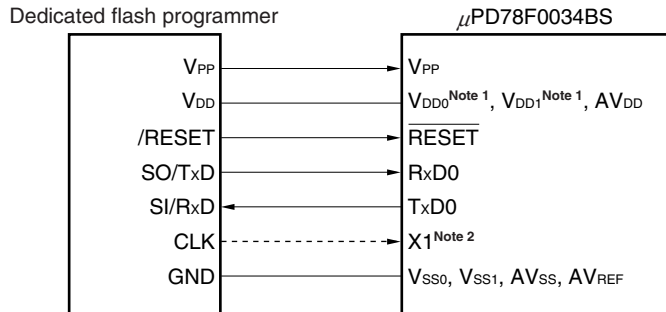 Dedicated flash programmer
μPD78F0034BS
VPP
VPP
VDD
VDD0Note 1, VDD1Note 1, AVDD
/RESET
RESET
SO/TxD
RxD0
SI/RxD
TxD0
CLK
X1Note 2
GND
VSS0, VSS1, AVSS, AVREF